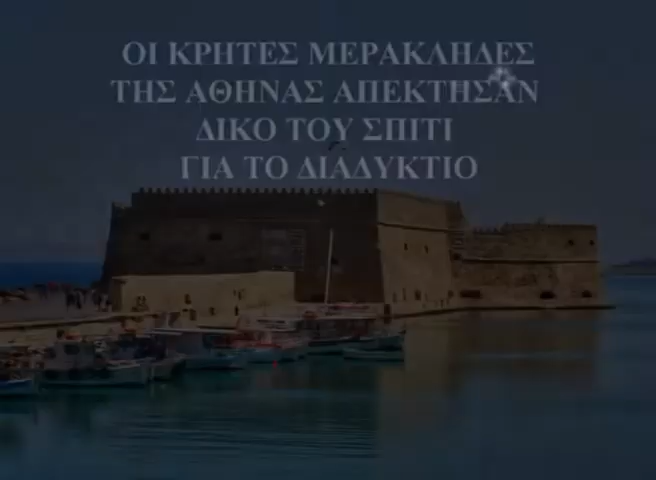 ΟΙ ΚΡΗΤΕΣ ΜΕΡΑΚΛΗΔΕΣ
ΤΗΣ ΑΘΗΝΑΣ ΑΠΕΚΤΗΣΑΝ
ΔΙΚΟ ΤΟΥ ΣΠΙΤΙ
ΓΙΑ ΤΟ ΔΙΑΔΥΚΤΙΟ